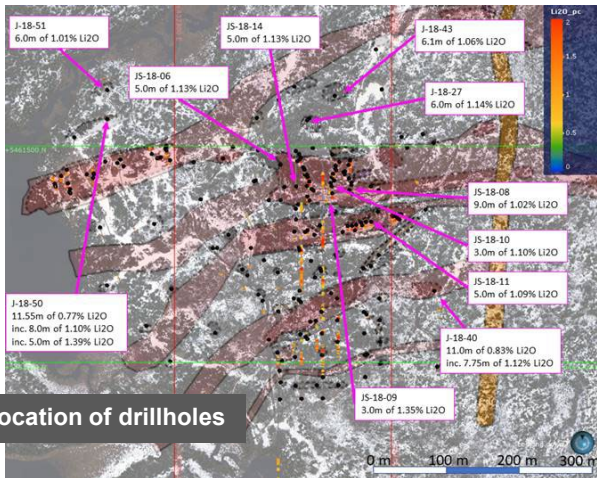 J-18-51
6.0m of 1.01% Li2O
JS-18-14
5.0m of 1.13% Li2O
J-18-43
6.1m of 1.06% Li2O
Li2O_pc
2
1.5
1
0.5
0
JS-18-06
5.0m of 1.13% Li2O
J-18-27
6.0m of 1.14% Li2O
+5461500 N
JS-18-08
9.0m of 1.02% Li2O
JS-18-10
3.0m of 1.10% Li2O
JS-18-11
5.0m of 1.09% Li2O
J-18-50
11.55m of 0.77% Li2O
inc. 8.0m of 1.10% Li2O
inc. 5.0m of 1.39% Li2O
J-18-40
11.0m of 0.83% Li2O
inc. 7.75m of 1.12% Li2O
JS-18-09
3.0m of 1.35% Li2O
ocation of drillholes
0 m 100 m 200 m 300 m